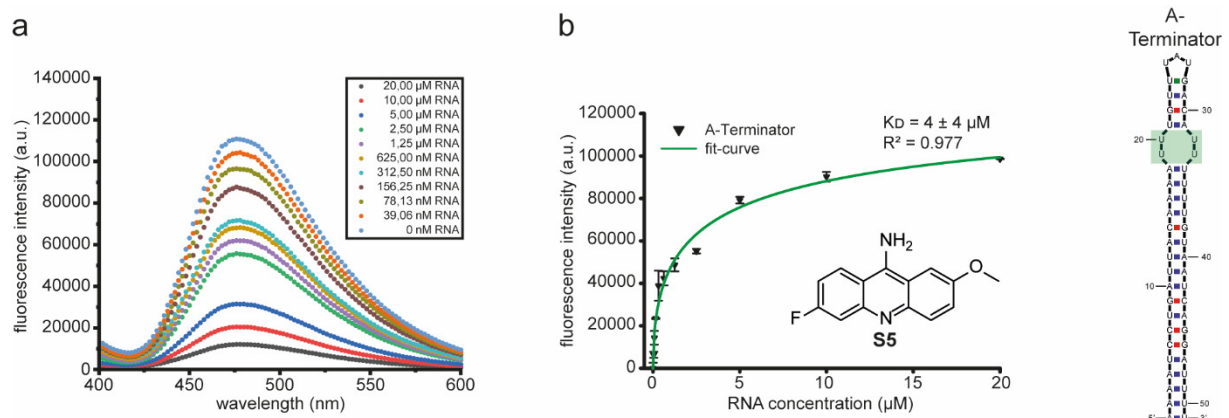 a
fluorescence intensity (a.u.)
140000
120000
100000
80000
60000
40000
20000
0
400
450
500
550
600
wavelength (nm)
20,00 µM RNA
10,00 µM RNA
5,00 µM RNA
2,50 µM RNA
1,25 µM RNA
625,00 nM RNA
312,50 nM RNA
156,25 nM RNA
78,13 nM RNA
39,06 nM RNA
0 nM RNA
b
fluorescence intensity (a.u.)
120000
100000
80000
60000
40000
20000
0
0
5
10
15
20
RNA concentration (µM)
A-Terminator
fit-curve
KD = 4 ± 4 µM
R² = 0.977
NH₂
O
F
N
S5
A-
Terminator
30
20
40
10
50
5'
3'